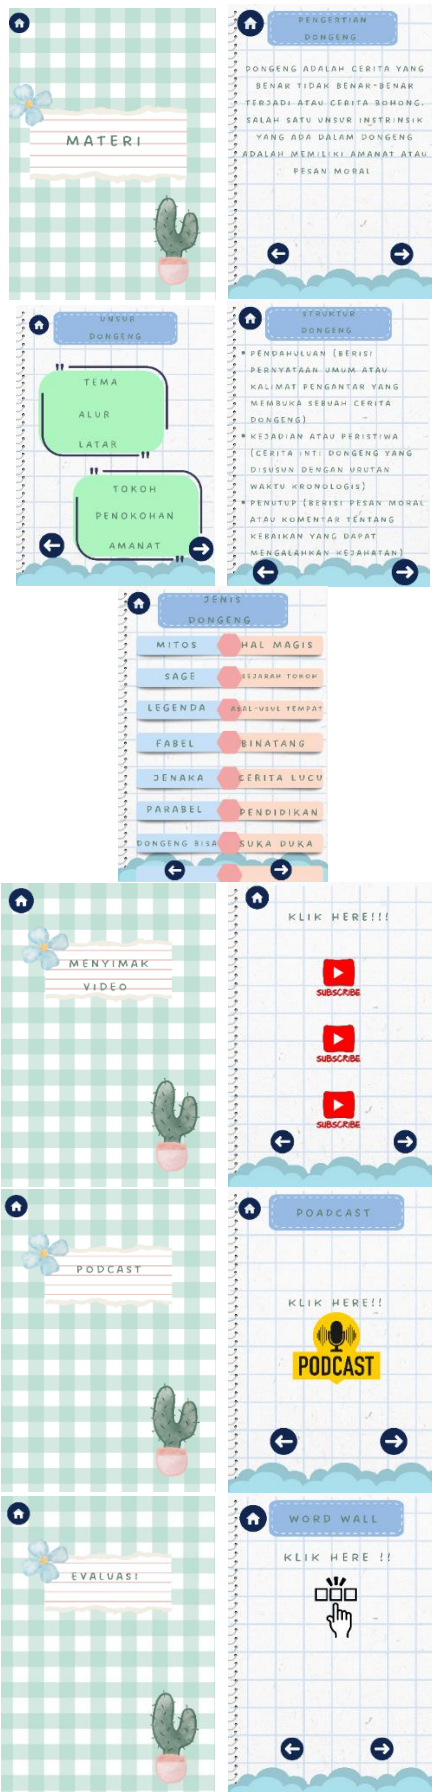 MATERI
PENGERTIAN
DONGENG
DONGENG ADALAH CERITA YANG
BENAR TIDAK BENAR-BENAR
TERJADI ATAU CERITA BOHONG.
SALAH SATU UNSUR INSTRINSIK
YANG ADA DALAM DONGENG
ADALAH MEMILIKI AMANAT ATAU
PESAN MORAL
UNSUR
DONGENG
TEMA
ALUR
LATAR
TOKOH
PENOKOHAN
AMANAT
STRUKTUR
DONGENG
• PENDAHULUAN (BERISI
PERNYATAAN UMUM ATAU
KALIMAT PENGANTAR YANG
MEMBUKA SEBUAH CERITA
DONGENG)
• KEJADIAN ATAU PERISTIWA
(CERITA INTI DONGENG YANG
DISUSUN DENGAN URUTAN
WAKTU KRONOLOGIS)
• PENUTUP (BERISI PESAN MORAL
ATAU KOMENTAR TENTANG
KEBAIKAN YANG DAPAT
MENGALAHKAN KEJAHATAN)
JENIS
DONGENG
MITOS HAL MAGIS
SAGE SEJARAH TOKOH
LEGENDA ASAL-USUL TEMPAT
FABEL BINATANG
JENAKA CERITA LUCU
PARABEL PENDIDIKAN
DONGENG BISA SUKA DUKA
MENYIMAK
VIDEO
KLIK HERE!!!
SUBSCRIBE
SUBSCRIBE
SUBSCRIBE
PODCAST
POADCAST
KLIK HERE!!
PODCAST
EVALUASI
WORD WALL
KLIK HERE !!